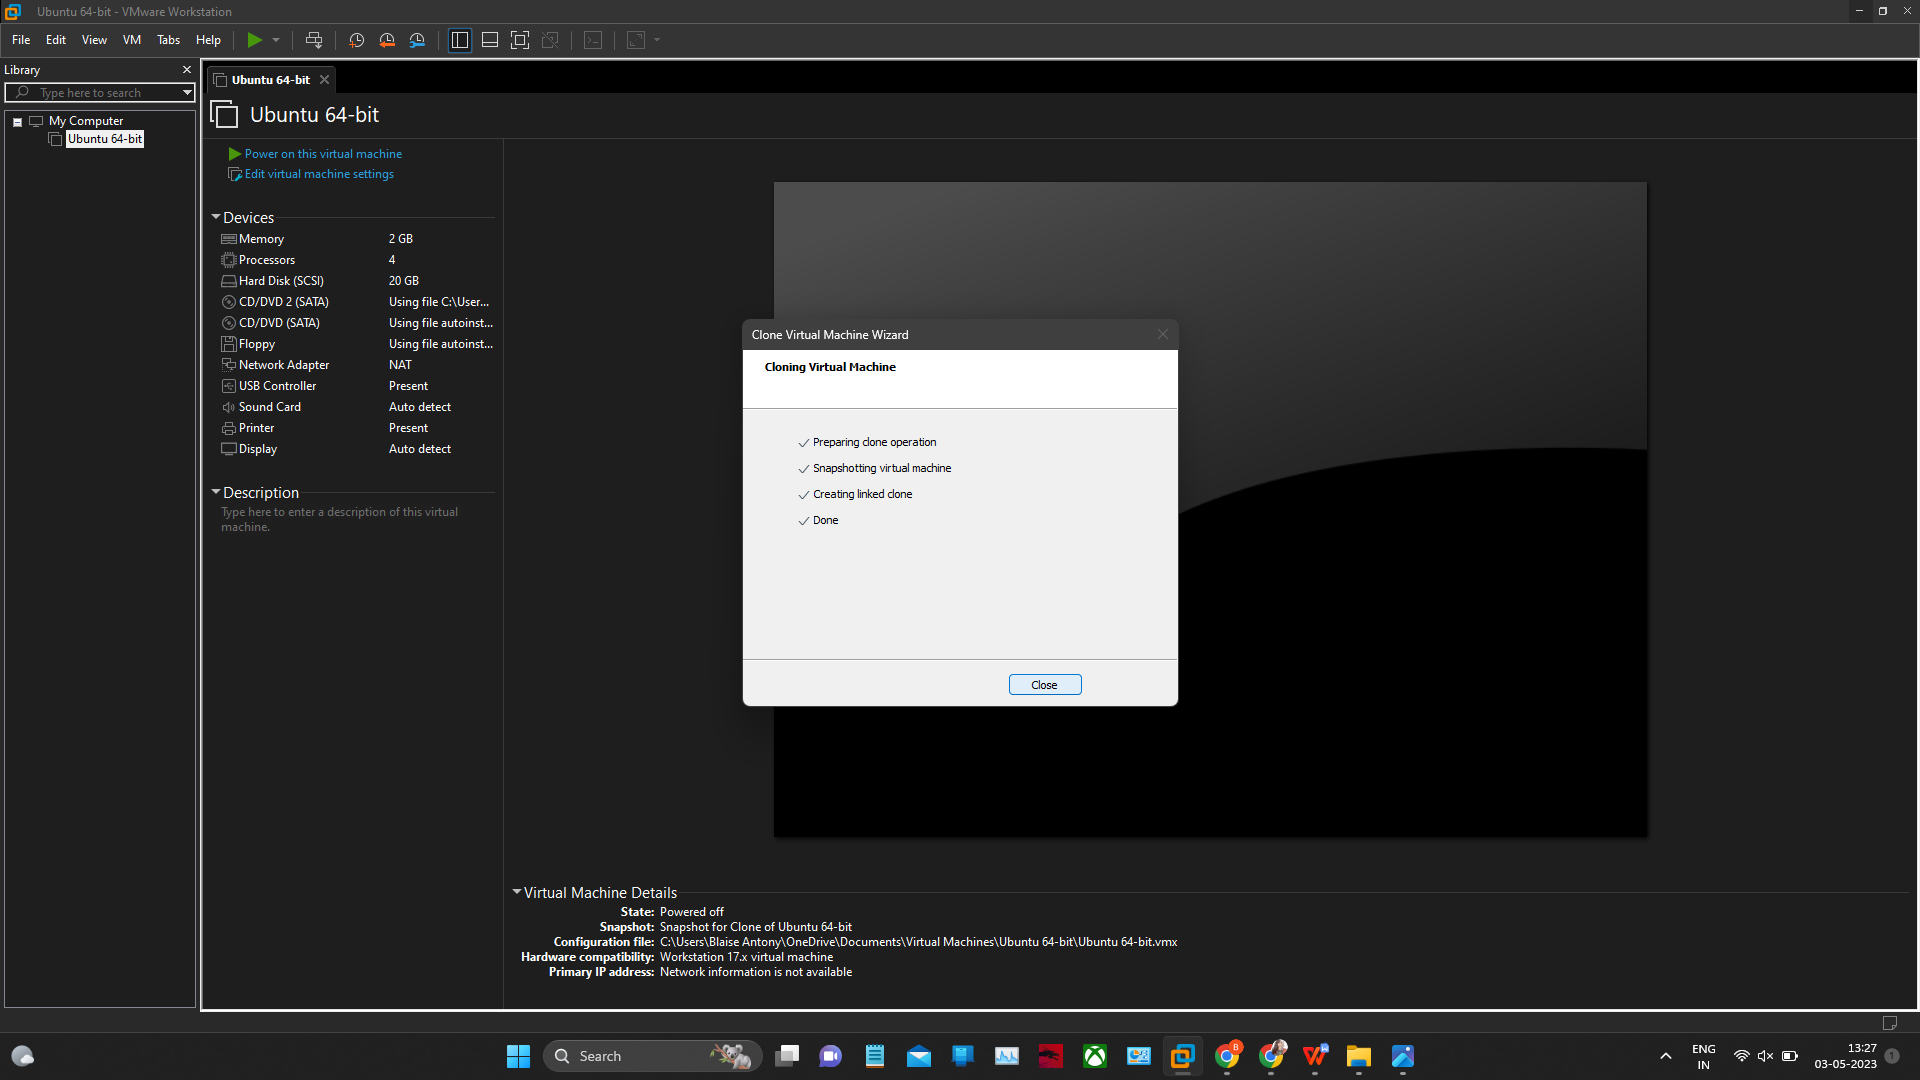 Ubuntu 64-bit - VMware Workstation
File Edit View VM Tabs Help
Library
Type here to search
My Computer
Ubuntu 64-bit
Ubuntu 64-bit
Ubuntu 64-bit
Power on this virtual machine
Edit virtual machine settings
Devices
Memory 2 GB
Processors 4
Hard Disk (SCSI) 20 GB
CD/DVD 2 (SATA) Using file C:\User...
CD/DVD (SATA) Using file autoinst...
Floppy Using file autoinst...
Network Adapter NAT
USB Controller Present
Sound Card Auto detect
Printer Present
Display Auto detect
Description
Type here to enter a description of this virtual
machine.
Clone Virtual Machine Wizard
Cloning Virtual Machine
Preparing clone operation
Snapshotting virtual machine
Creating linked clone
Done
Close
Virtual Machine Details
State: Powered off
Snapshot: Snapshot for Clone of Ubuntu 64-bit
Configuration file: C:\Users\Blaise Antony\OneDrive\Documents\Virtual Machines\Ubuntu 64-bit\Ubuntu 64-bit.vmx
Hardware compatibility: Workstation 17.x virtual machine
Primary IP address: Network information is not available
Search
B
W
ENG
IN
13:27
03-05-2023
1